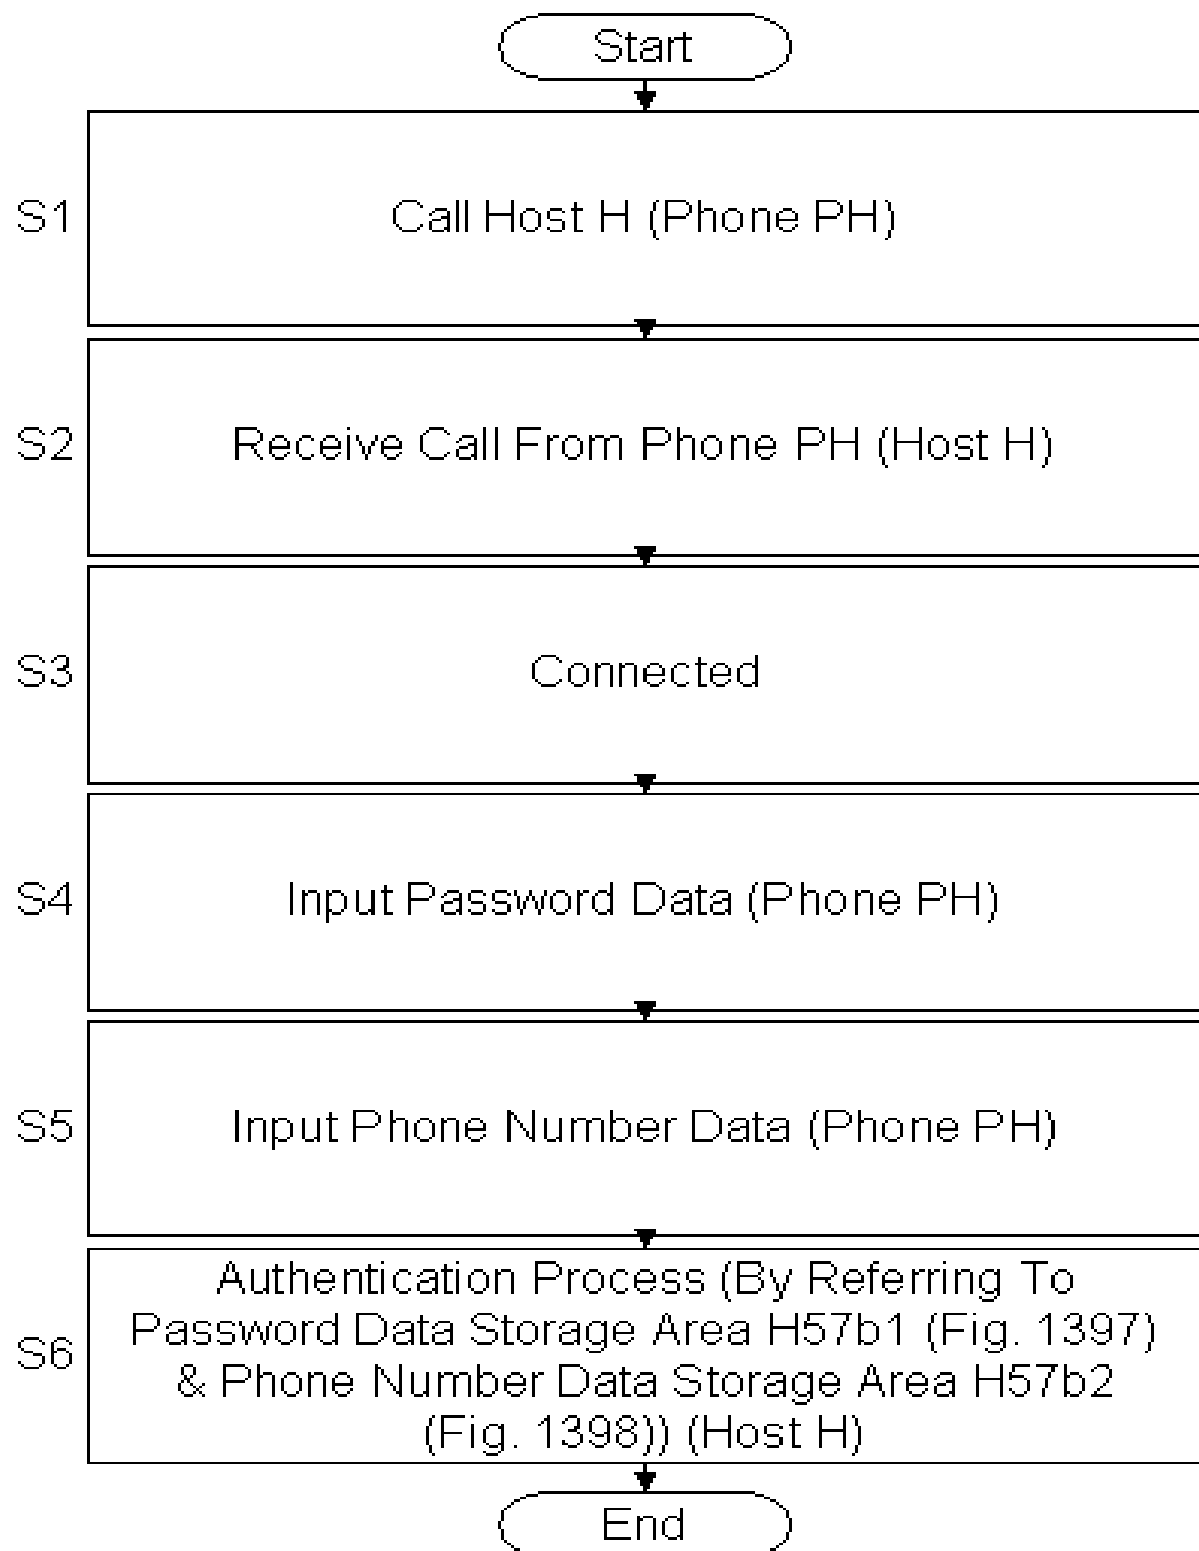 Start
S1
Call Host H (Phone PH)
S2
Receive Call From Phone PH (Host H)
S3
Connected
S4
Input Password Data (Phone PH)
S5
Input Phone Number Data (Phone PH)
S6
Authentication Process (By Referring To
Password Data Storage Area H57b1 (Fig. 1397)
& Phone Number Data Storage Area H57b2
(Fig. 1398)) (Host H)
End